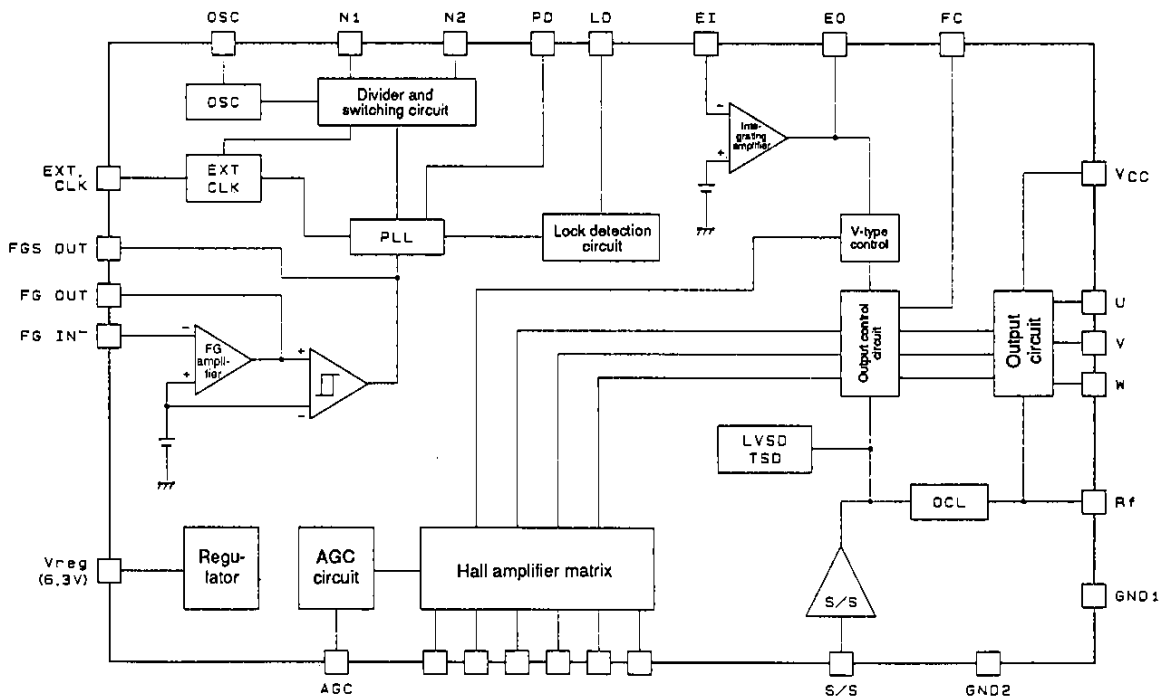 OSC N1 N2 PD LD EI EO FC
OSC
Divider and
switching circuit
Inte-
grating
amplifier
EXT.
CLK
EXT
CLK
VCC
PLL
Lock detection
circuit
V-type
control
FGS OUT
FG OUT
FG IN-
FG
ampli-
fier
Output control
circuit
Output
circuit
U
V
W
LVSD
TSD
OCL
Rf
Vreg
(6.3V)
Regu-
lator
AGC
circuit
Hall amplifier matrix
S/S
GND1
AGC
S/S
GND2